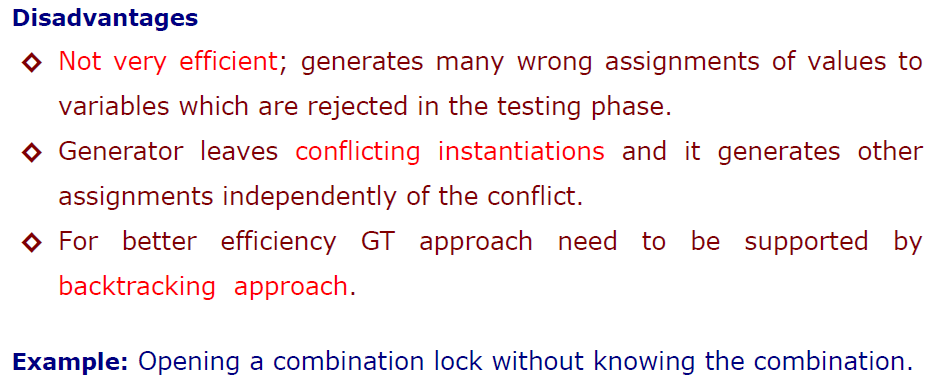 Disadvantages
Not very efficient; generates many wrong assignments of values to
variables which are rejected in the testing phase.
Generator leaves conflicting instantiations and it generates other
assignments independently of the conflict.
For better efficiency GT approach need to be supported by
backtracking approach.
Example: Opening a combination lock without knowing the combination.